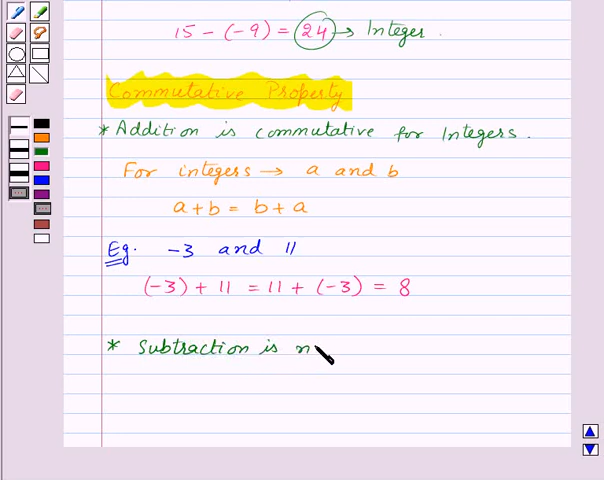 15 - (-9) = 24 → Integer.
Commutative Property
* Addition is commutative for Integers.
For integers → a and b
a + b = b + a
Eg. -3 and 11
(-3) + 11 = 11 + (-3) = 8
* Subtraction is n